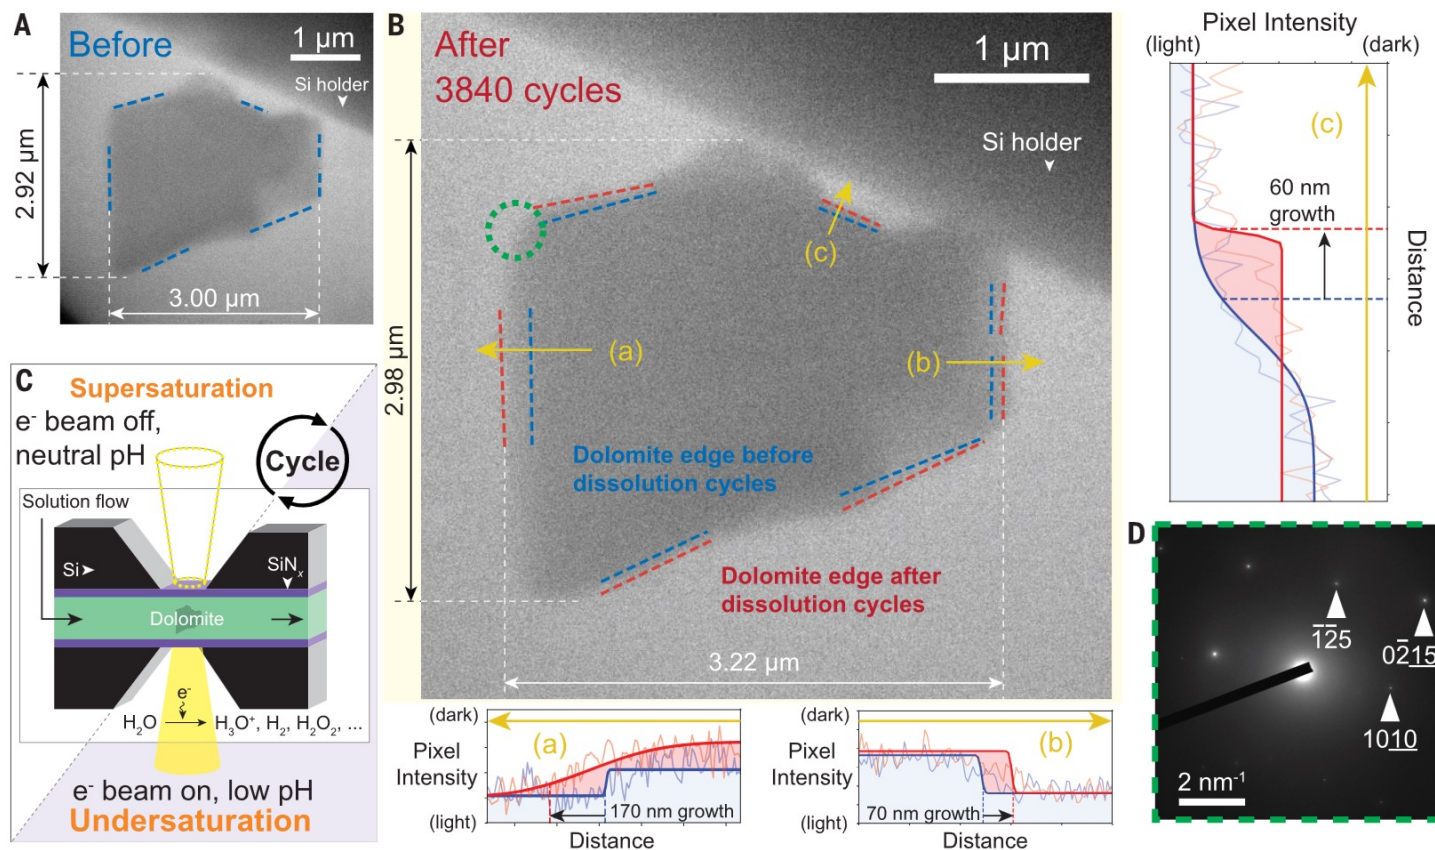 A
Before
1 μm
Si holder
2.92 μm
3.00 μm
B
After
3840 cycles
1 μm
Si holder
(c)
(a)
(b)
2.98 μm
Dolomite edge before
dissolution cycles
Dolomite edge after
dissolution cycles
3.22 μm
Pixel Intensity
(light)
(dark)
(c)
60 nm
growth
Distance
C
Supersaturation
e⁻ beam off,
neutral pH
Cycle
Solution flow
Si
SiNₓ
Dolomite
e⁻
H₂O → H₃O⁺, H₂, H₂O₂, ...
e⁻ beam on, low pH
Undersaturation
(dark)
Pixel
Intensity
(light)
(a)
170 nm growth
Distance
(dark)
Pixel
Intensity
(light)
(b)
70 nm growth
Distance
D
1̅2̅5
02̅1̲5̲
101̲0̲
2 nm⁻¹